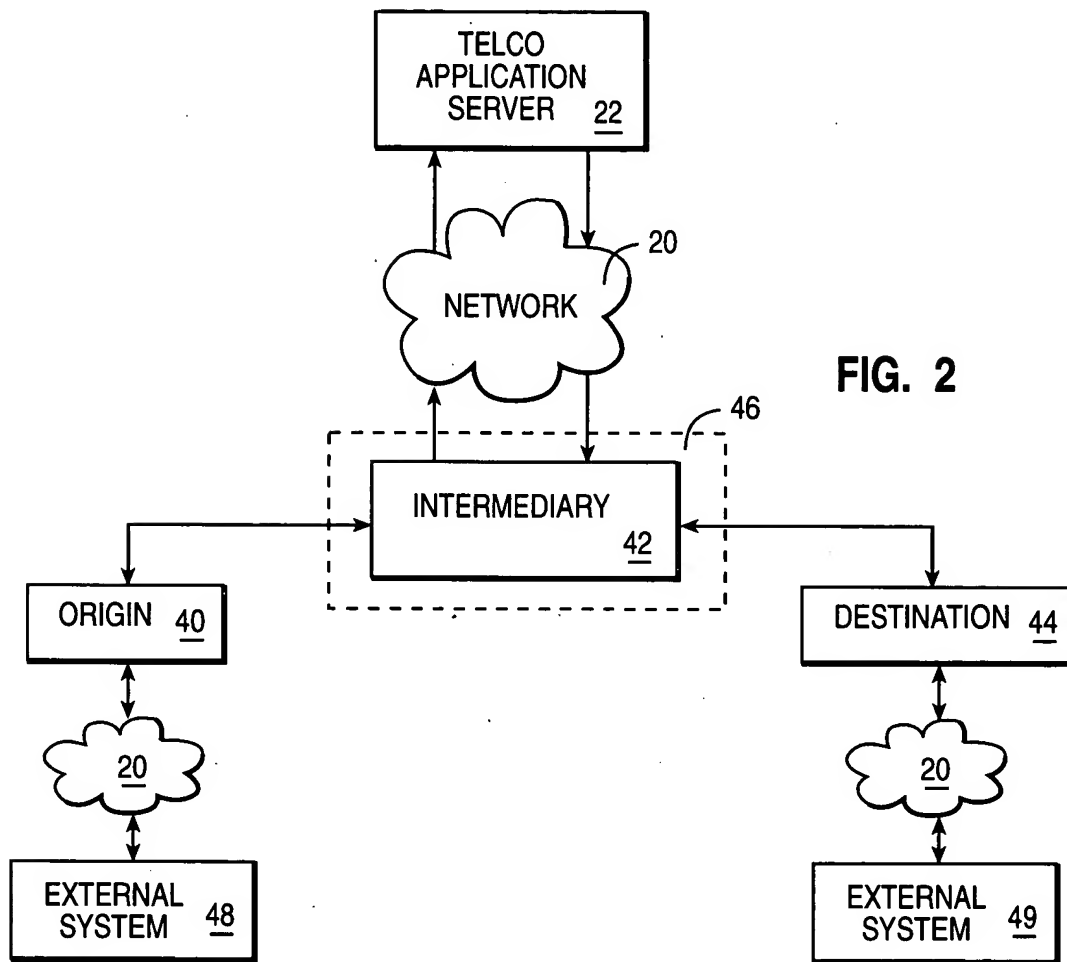 TELCO
APPLICATION
SERVER 22
20
NETWORK
FIG. 2
46
INTERMEDIARY
42
ORIGIN 40
DESTINATION 44
20
20
EXTERNAL
SYSTEM 48
EXTERNAL
SYSTEM 49